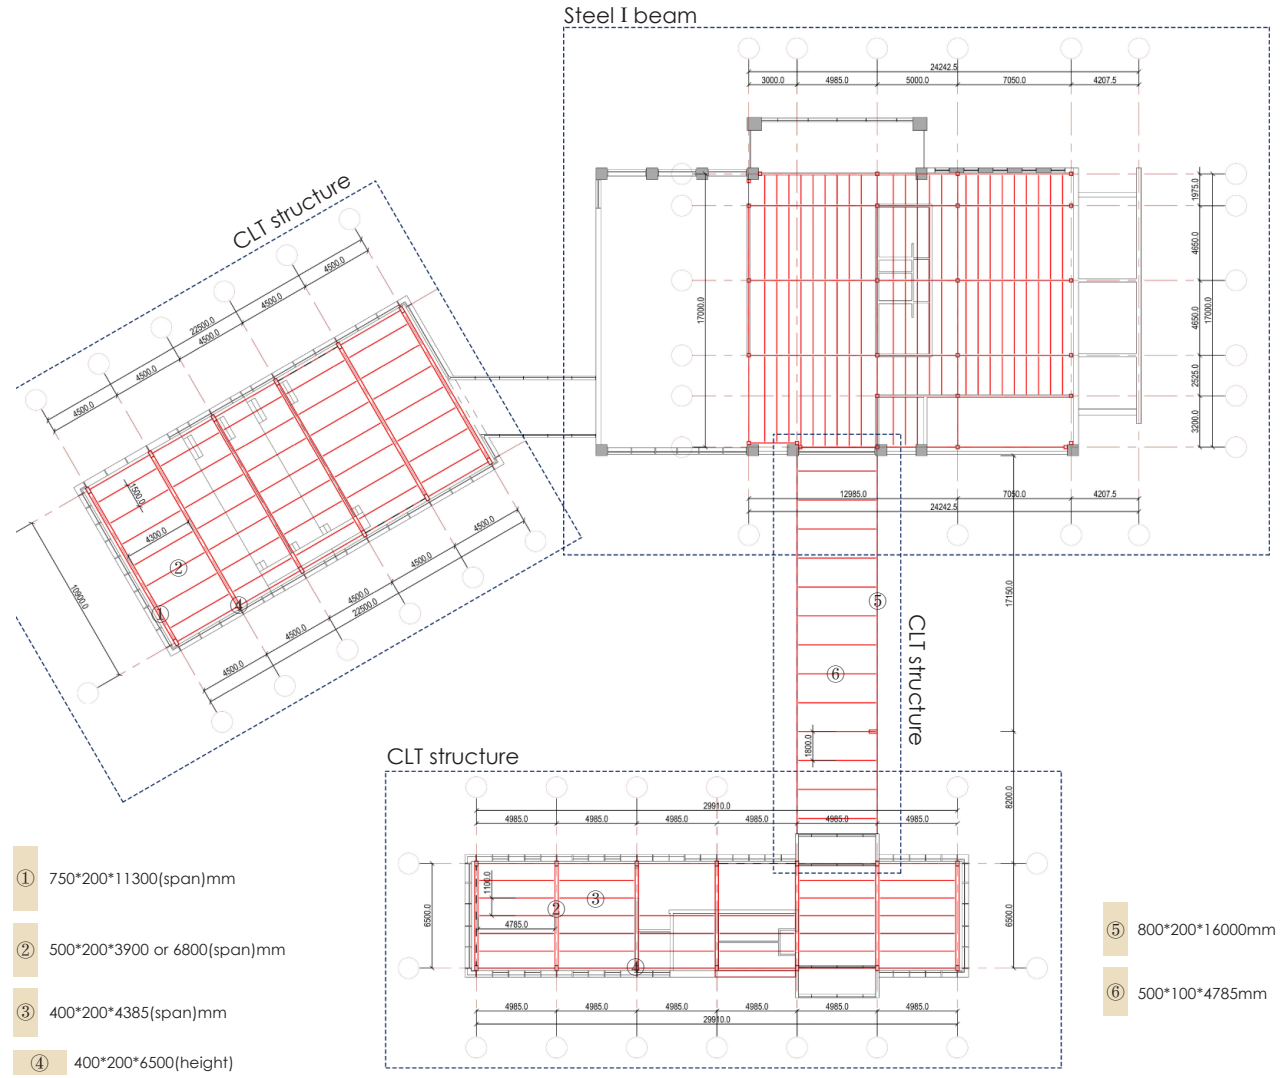 Steel I beam
24242.5
3000.0 4985.0 5000.0 7050.0 4207.5
CLT structure
4500.0
4500.0
22500.0
4500.0
4500.0
4500.0
17000.0
1975.0
4650.0
4650.0
17000.0
2525.0
3200.0
1500.0
4300.0
②
①
④
10900.0
4500.0
4500.0
4500.0
22500.0
4500.0
4500.0
12985.0 7050.0 4207.5
24242.5
⑤
⑥
CLT structure
17150.0
1800.0
8200.0
CLT structure
29910.0
4985.0 4985.0 4985.0 4985.0 4985.0 4985.0
6500.0
1100.0
③
②
4785.0
④
6500.0
4985.0 4985.0 4985.0 4985.0 4985.0 4985.0
29910.0
① 750*200*11300(span)mm
② 500*200*3900 or 6800(span)mm
③ 400*200*4385(span)mm
④ 400*200*6500(height)
⑤ 800*200*16000mm
⑥ 500*100*4785mm